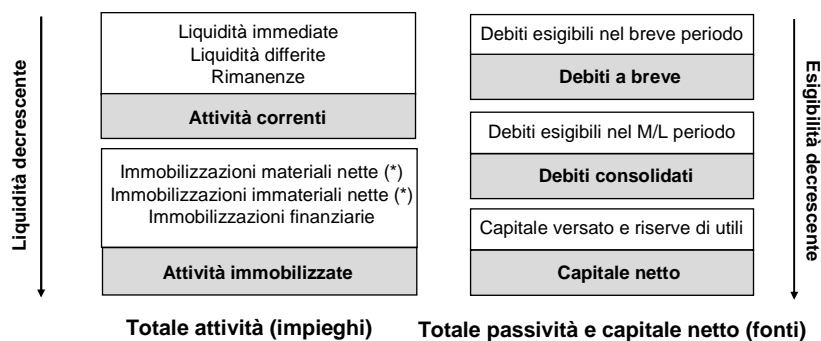 Liquidità decrescente
Liquidità immediate
Liquidità differite
Rimanenze
Attività correnti
Immobilizzazioni materiali nette (*)
Immobilizzazioni immateriali nette (*)
Immobilizzazioni finanziarie
Attività immobilizzate
Totale attività (impieghi)
Debiti esigibili nel breve periodo
Debiti a breve
Debiti esigibili nel M/L periodo
Debiti consolidati
Capitale versato e riserve di utili
Capitale netto
Totale passività e capitale netto (fonti)
Esigibilità decrescente